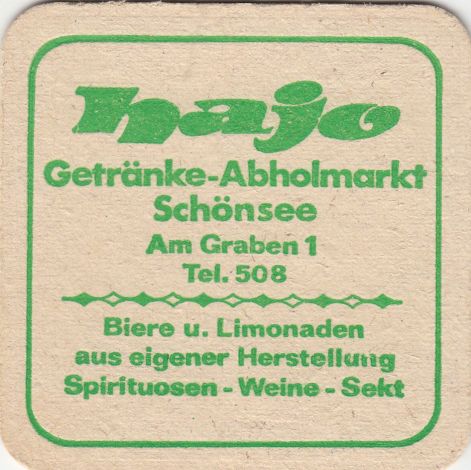 hajo
Getränke-Abholmarkt
Schönsee
Am Graben 1
Tel. 508
Biere u. Limonaden
aus eigener Herstellung
Spirituosen - Weine - Sekt